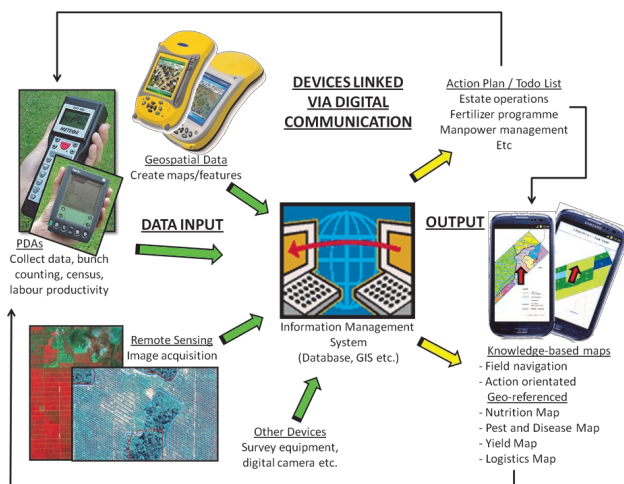 DEVICES LINKED
VIA DIGITAL
COMMUNICATION
Action Plan / Todo List
Estate operations
Fertilizer programme
Manpower management
Etc
METEOR
Geospatial Data
Create maps/features
DATA INPUT
OUTPUT
PDAs
Collect data, bunch
counting, census,
labour productivity
Remote Sensing
Image acquisition
Information Management
System
(Database, GIS etc.)
Other Devices
Survey equipment,
digital camera etc.
Knowledge-based maps
- Field navigation
- Action orientated
Geo-referenced
- Nutrition Map
- Pest and Disease Map
- Yield Map
- Logistics Map